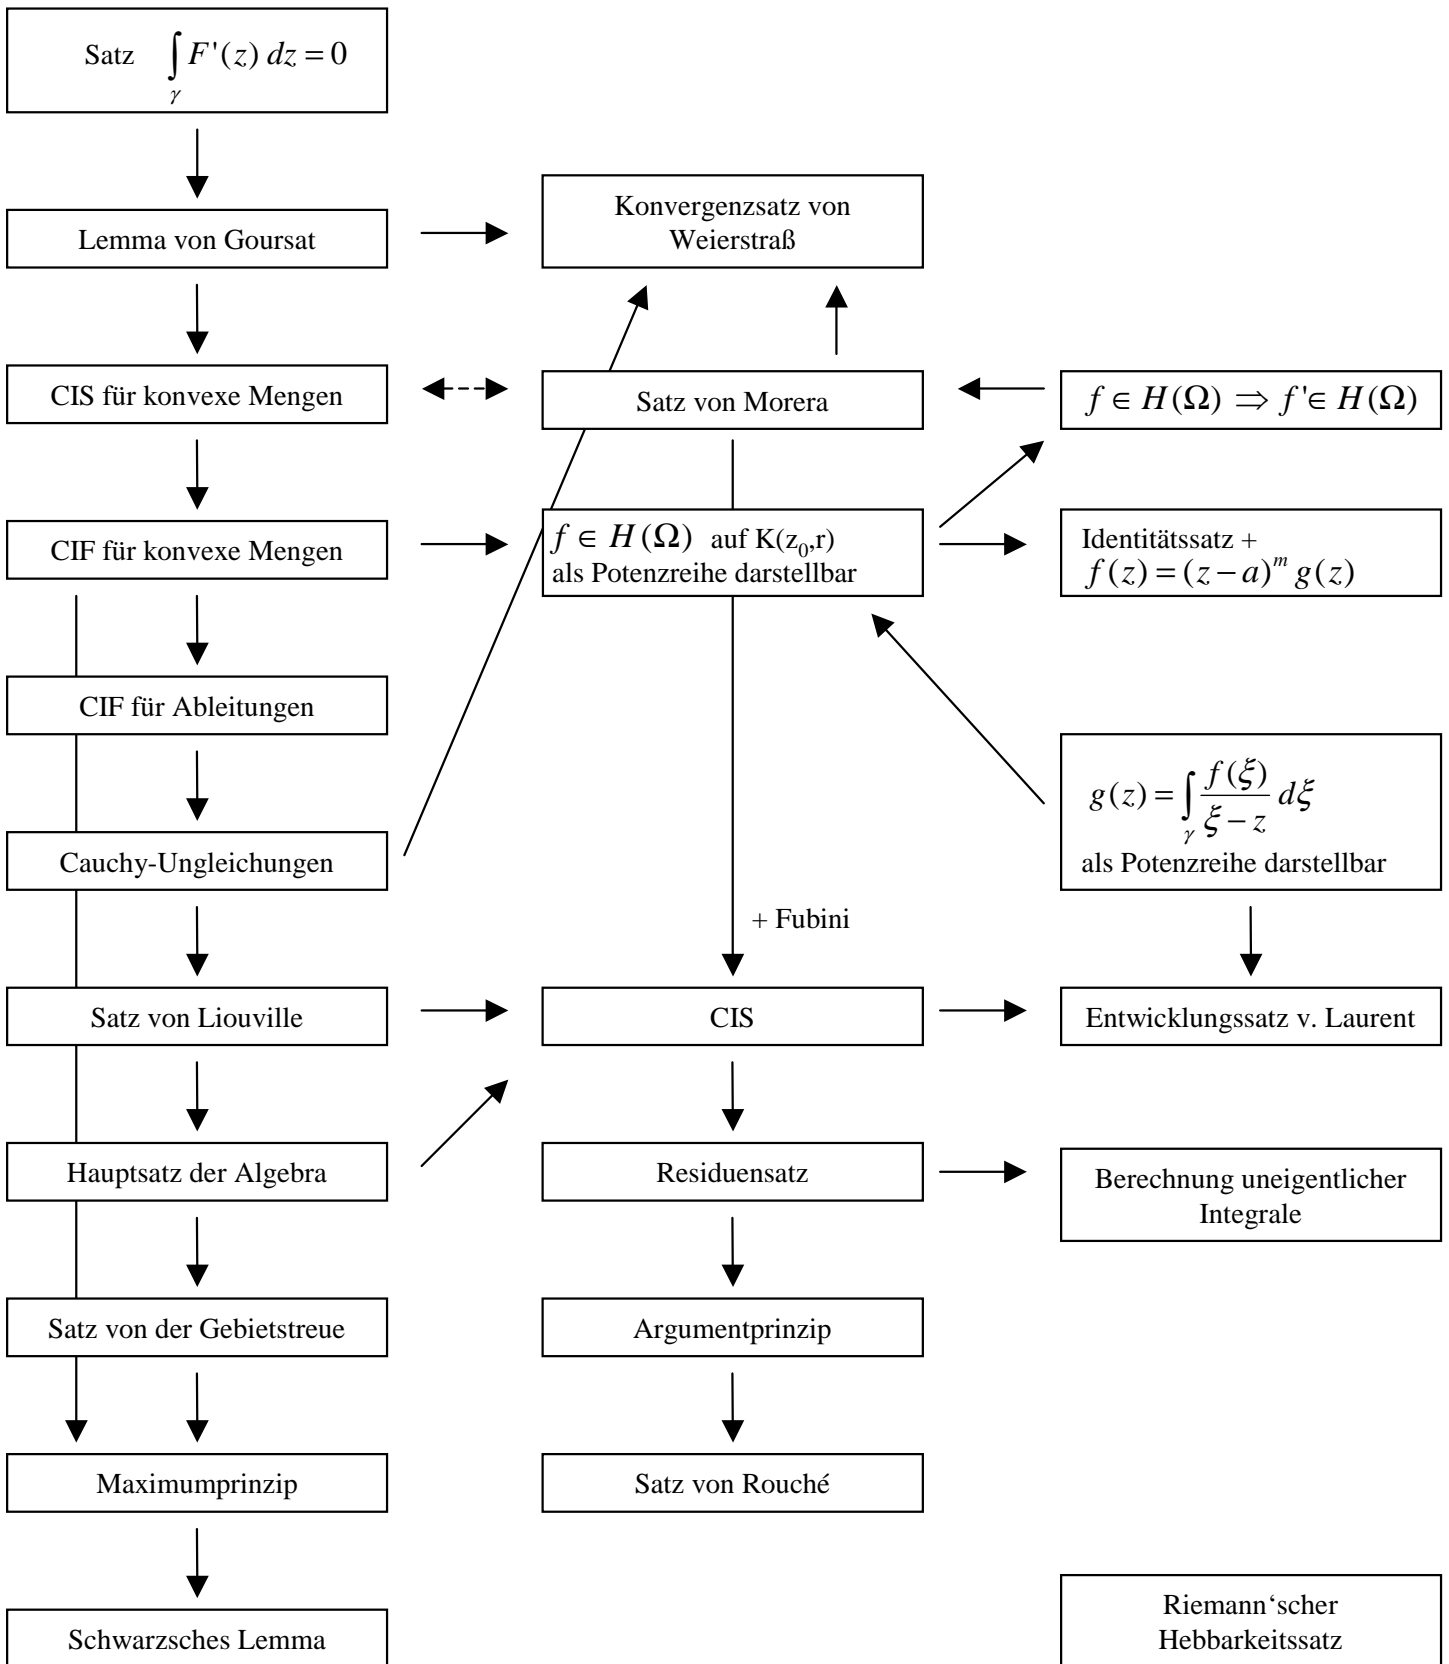 Satz ∫_γ F'(z) dz = 0
Lemma von Goursat
Konvergenzsatz von
Weierstraß
CIS für konvexe Mengen
Satz von Morera
f ∈ H(Ω) ⇒ f'∈ H(Ω)
CIF für konvexe Mengen
f ∈ H(Ω) auf K(z₀,r)
als Potenzreihe darstellbar
Identitätssatz +
f(z) = (z − a)^m g(z)
CIF für Ableitungen
g(z) = ∫_γ f(ξ)/(ξ − z) dξ
als Potenzreihe darstellbar
Cauchy-Ungleichungen
+ Fubini
Satz von Liouville
CIS
Entwicklungssatz v. Laurent
Hauptsatz der Algebra
Residuensatz
Berechnung uneigentlicher
Integrale
Satz von der Gebietstreue
Argumentprinzip
Maximumprinzip
Satz von Rouché
Schwarzsches Lemma
Riemann‘scher
Hebbarkeitssatz